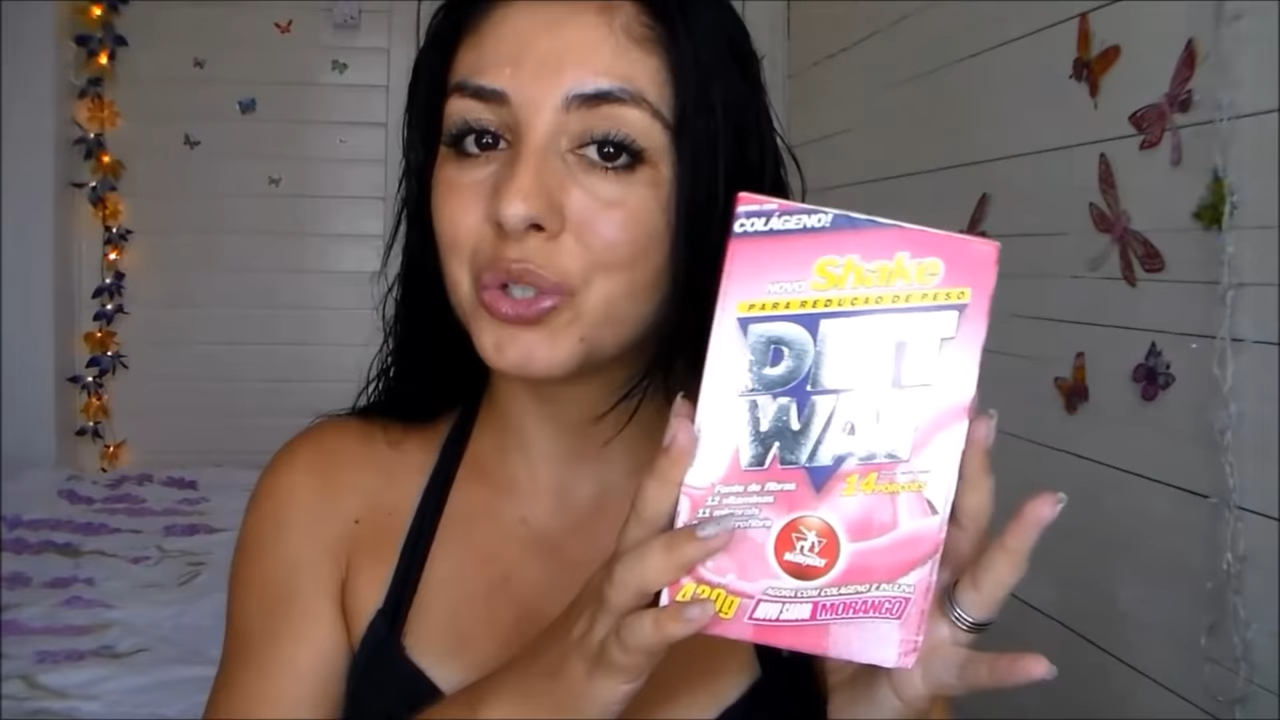 COLÁGENO!
NOVO Shake
PARA REDUÇÃO DE PESO
DIET
WAY
Fonte de fibras
12 vitaminas
11 minerais
14 PORÇÕES
AGORA COM COLÁGENO E INULINA
420g NOVO SABOR MORANGO